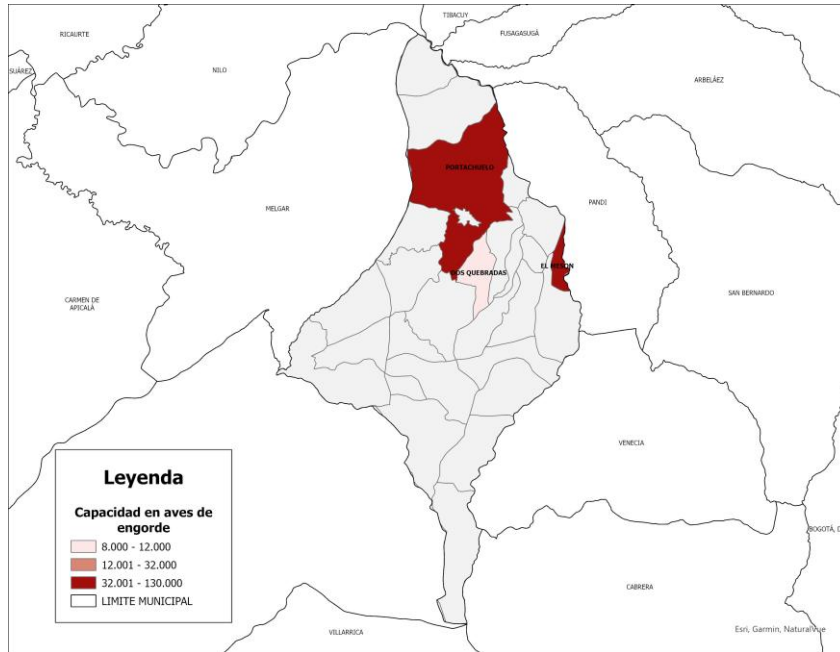 TIBACUY
RICAURTE
FUSAGASUGÁ
SUÁREZ
NILO
ARBELÁEZ
PORTACHUELO
PANDI
MELGAR
EL MESON
DOS QUEBRADAS
SAN BERNARDO
CARMEN DE
APICALÁ
VENECIA
Leyenda
Capacidad en aves de
engorde
8.000 - 12.000
12.001 - 32.000
32.001 - 130.000
LIMITE MUNICIPAL
BOGOTÁ, D
CABRERA
VILLARRICA
Esri, Garmin, NaturalVue